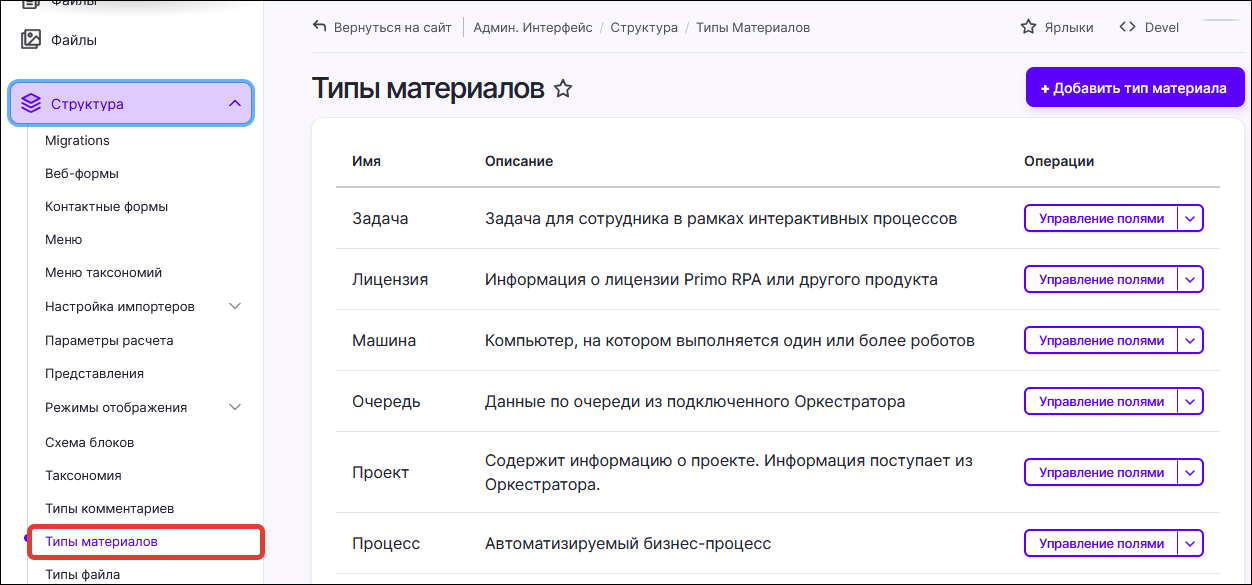 Файлы
Файлы
Структура
Migrations
Веб-формы
Контактные формы
Меню
Меню таксономий
Настройка импортеров
Параметры расчета
Представления
Режимы отображения
Схема блоков
Таксономия
Типы комментариев
Типы материалов
Типы файла
Вернуться на сайт Админ. Интерфейс / Структура / Типы Материалов
Ярлыки Devel
Типы материалов
+ Добавить тип материала
Имя Описание Операции
Задача Задача для сотрудника в рамках интерактивных процессов Управление полями
Лицензия Информация о лицензии Primo RPA или другого продукта Управление полями
Машина Компьютер, на котором выполняется один или более роботов Управление полями
Очередь Данные по очереди из подключенного Оркестратора Управление полями
Проект Содержит информацию о проекте. Информация поступает из
Оркестратора. Управление полями
Процесс Автоматизируемый бизнес-процесс Управление полями